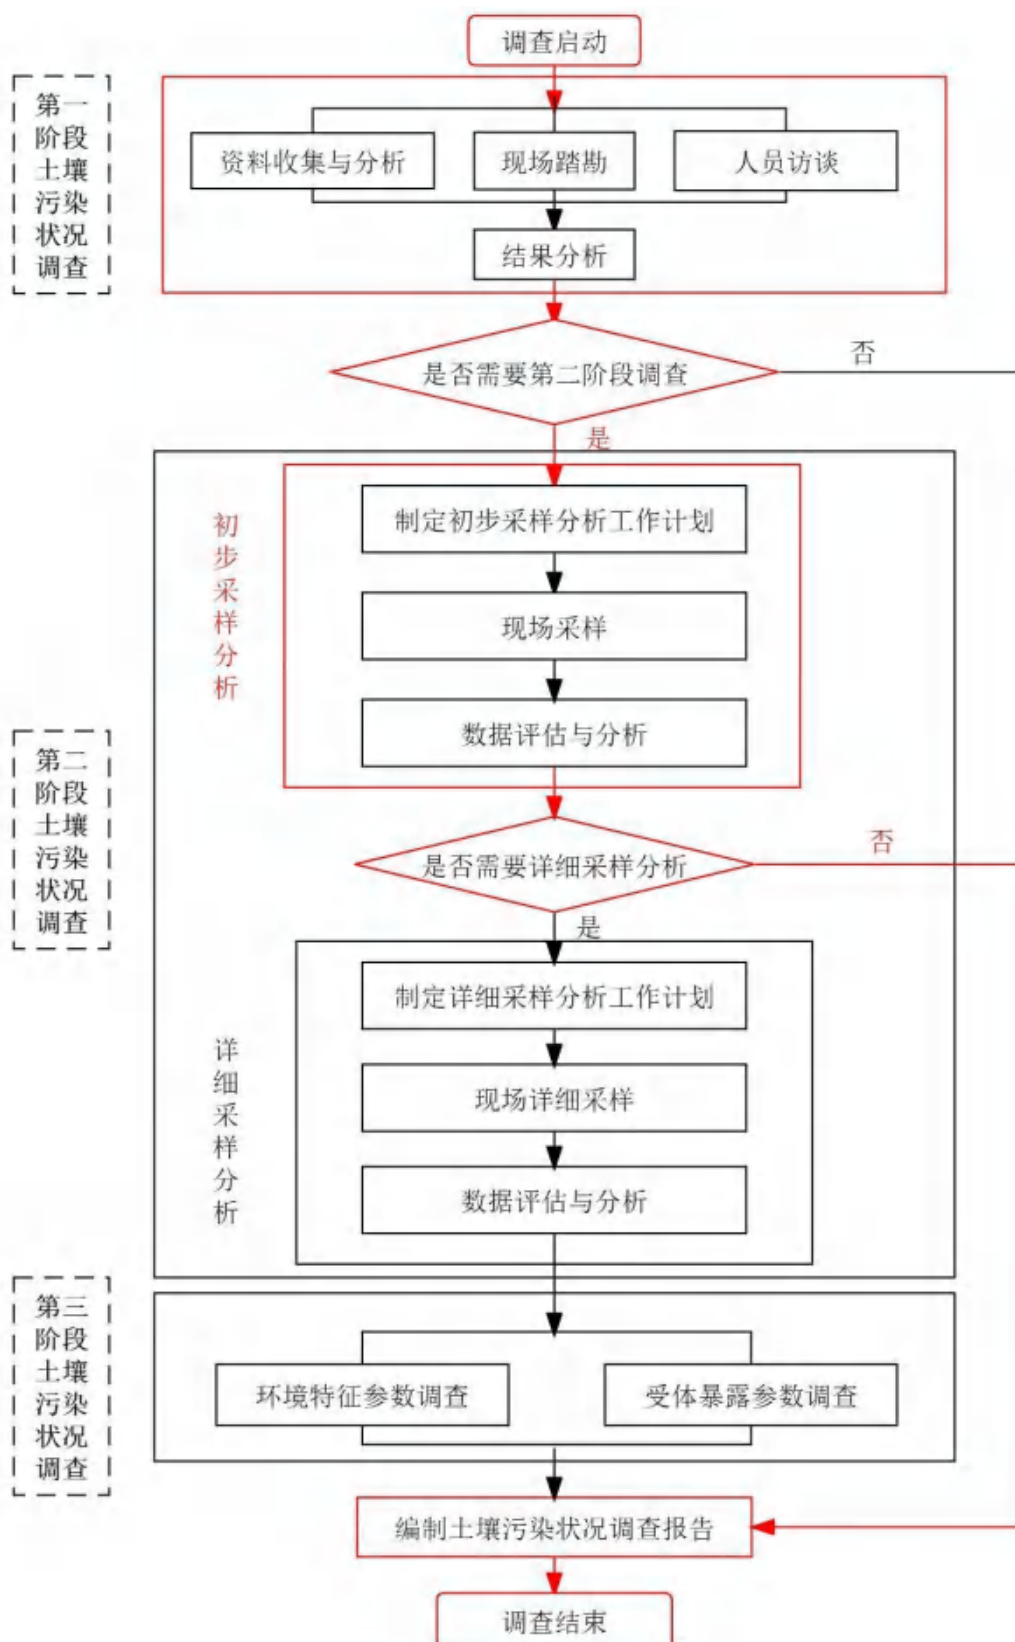 调查启动
第一
阶段
土壤
污染
状况
调查
资料收集与分析
现场踏勘
人员访谈
结果分析
是否需要第二阶段调查
否
是
初
步
采
样
分
析
制定初步采样分析工作计划
现场采样
数据评估与分析
第二
阶段
土壤
污染
状况
调查
是否需要详细采样分析
否
是
详
细
采
样
分
析
制定详细采样分析工作计划
现场详细采样
数据评估与分析
第三
阶段
土壤
污染
状况
调查
环境特征参数调查
受体暴露参数调查
编制土壤污染状况调查报告
调查结束